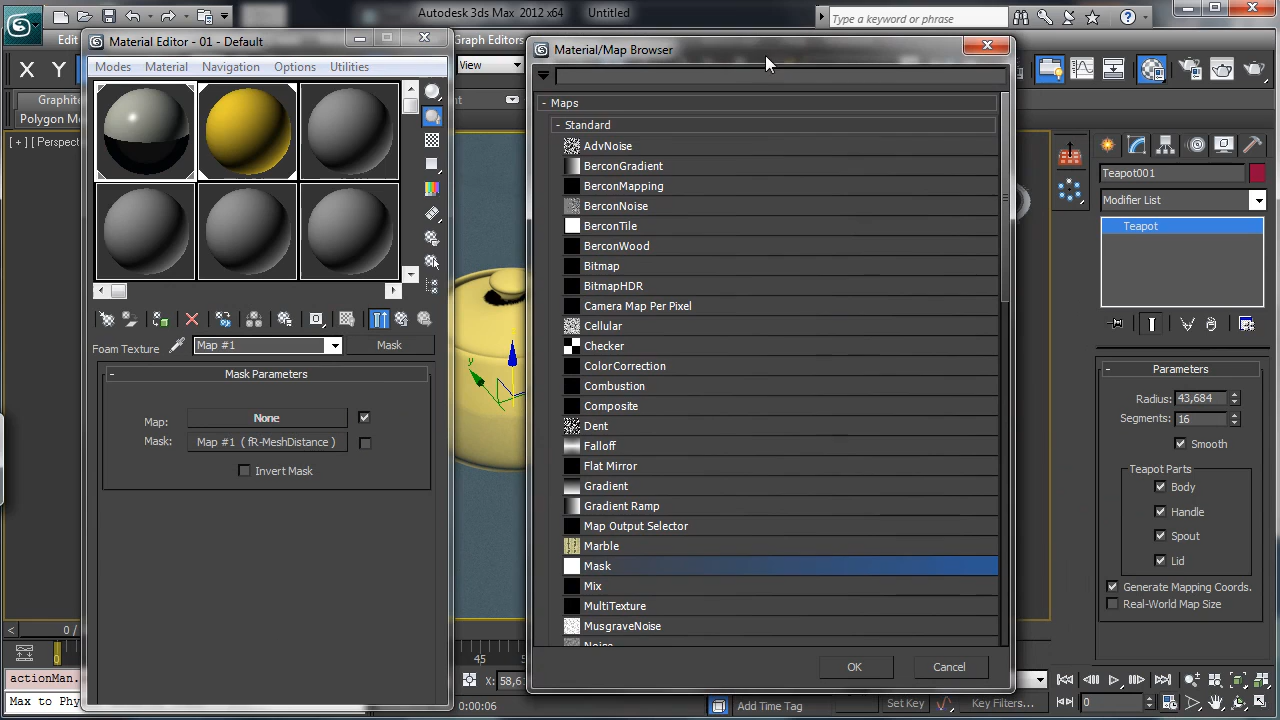 Autodesk 3ds Max 2012 x64    Untitled
Type a keyword or phrase
Material Editor - 01 - Default
Modes Material Navigation Options Utilities
Foam Texture Map #1 Mask
- Mask Parameters
Map: None
Mask: Map #1 ( fR-MeshDistance )
Invert Mask
Ed
Graph Editors
X Y
View
Graphite
Polygon M
[ + ] [ Perspect
y
Material/Map Browser
- Maps
- Standard
AdvNoise
BerconGradient
BerconMapping
BerconNoise
BerconTile
BerconWood
Bitmap
BitmapHDR
Camera Map Per Pixel
Cellular
Checker
ColorCorrection
Combustion
Composite
Dent
Falloff
Flat Mirror
Gradient
Gradient Ramp
Map Output Selector
Marble
Mask
Mix
MultiTexture
MusgraveNoise
Noise
OK Cancel
Teapot001
Modifier List
Teapot
- Parameters
Radius: 43,684
Segments: 16
Smooth
Teapot Parts
Body
Handle
Spout
Lid
Generate Mapping Coords.
Real-World Map Size
0 /
0
45
actionMan.
Max to Phy
X: 58,6
0:00:06
Add Time Tag
Set Key
Key Filters...
0